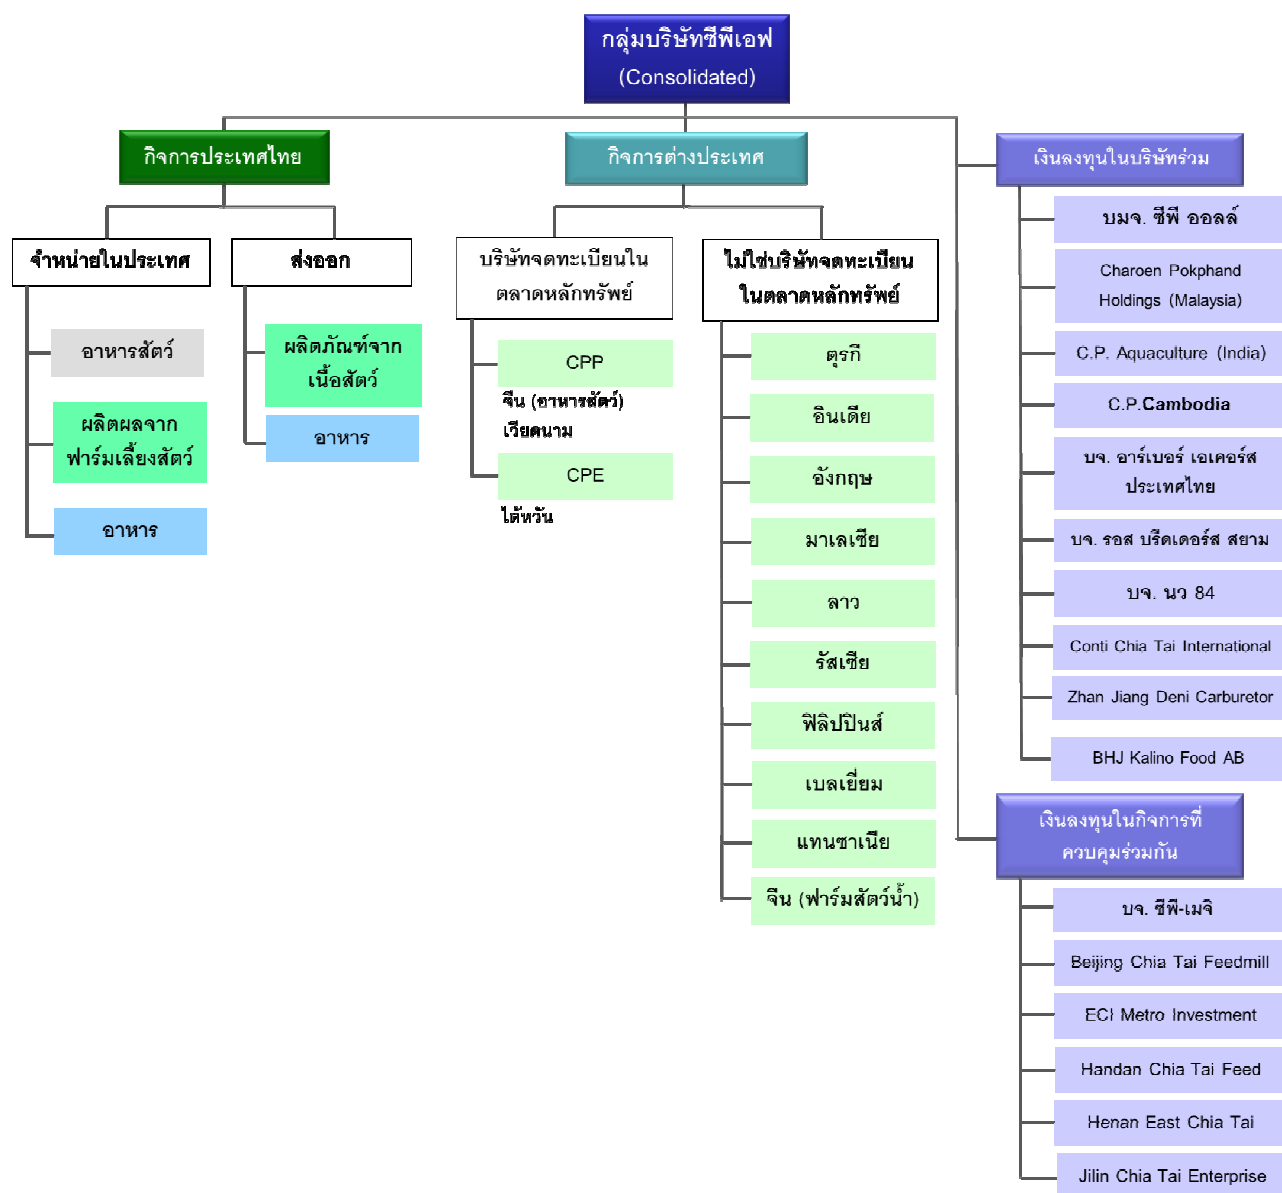 กลุ่มบริษัทซีพีเอฟ
(Consolidated)
กิจการประเทศไทย
กิจการต่างประเทศ
เงินลงทุนในบริษัทร่วม
จำหน่ายในประเทศ
ส่งออก
อาหารสัตว์
ผลิตผลจาก
ฟาร์มเลี้ยงสัตว์
อาหาร
ผลิตภัณฑ์จาก
เนื้อสัตว์
อาหาร
บริษัทจดทะเบียนใน
ตลาดหลักทรัพย์
CPP
จีน (อาหารสัตว์)
เวียดนาม
CPE
ไต้หวัน
ไม่ใช่บริษัทจดทะเบียน
ในตลาดหลักทรัพย์
ตุรกี
อินเดีย
อังกฤษ
มาเลเซีย
ลาว
รัสเซีย
ฟิลิปปินส์
เบลเยี่ยม
แทนซาเนีย
จีน (ฟาร์มสัตว์น้ำ)
บมจ. ซีพี ออลล์
Charoen Pokphand
Holdings (Malaysia)
C.P. Aquaculture (India)
C.P.Cambodia
บจ. อาร์เบอร์ เอเคอร์ส
ประเทศไทย
บจ. รอส บรีดเดอร์ส สยาม
บจ. นว 84
Conti Chia Tai International
Zhan Jiang Deni Carburetor
BHJ Kalino Food AB
เงินลงทุนในกิจการที่
ควบคุมร่วมกัน
บจ. ซีพี-เมจิ
Beijing Chia Tai Feedmill
ECI Metro Investment
Handan Chia Tai Feed
Henan East Chia Tai
Jilin Chia Tai Enterprise